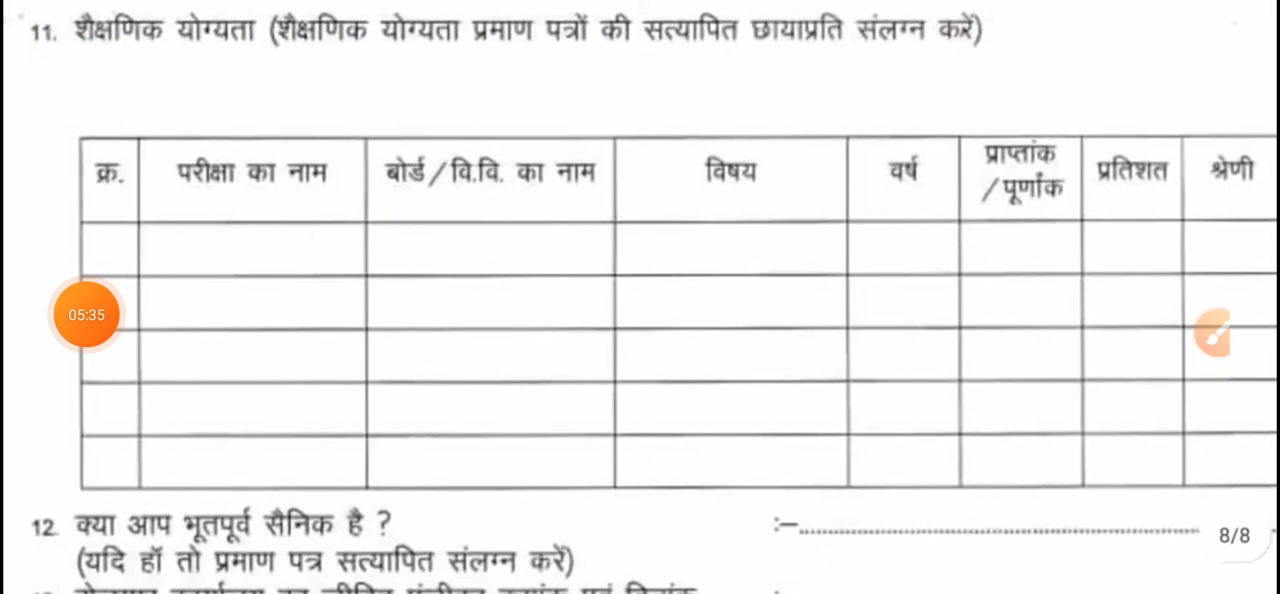 11. शैक्षणिक योग्यता (शैक्षणिक योग्यता प्रमाण पत्रों की सत्यापित छायाप्रति संलग्न करें)
क्र. परीक्षा का नाम बोर्ड/वि.वि. का नाम विषय वर्ष प्राप्तांक /पूर्णांक प्रतिशत श्रेणी
05:35
12. क्या आप भूतपूर्व सैनिक है ? :–....................................................
(यदि हॉ तो प्रमाण पत्र सत्यापित संलग्न करें)
8/8